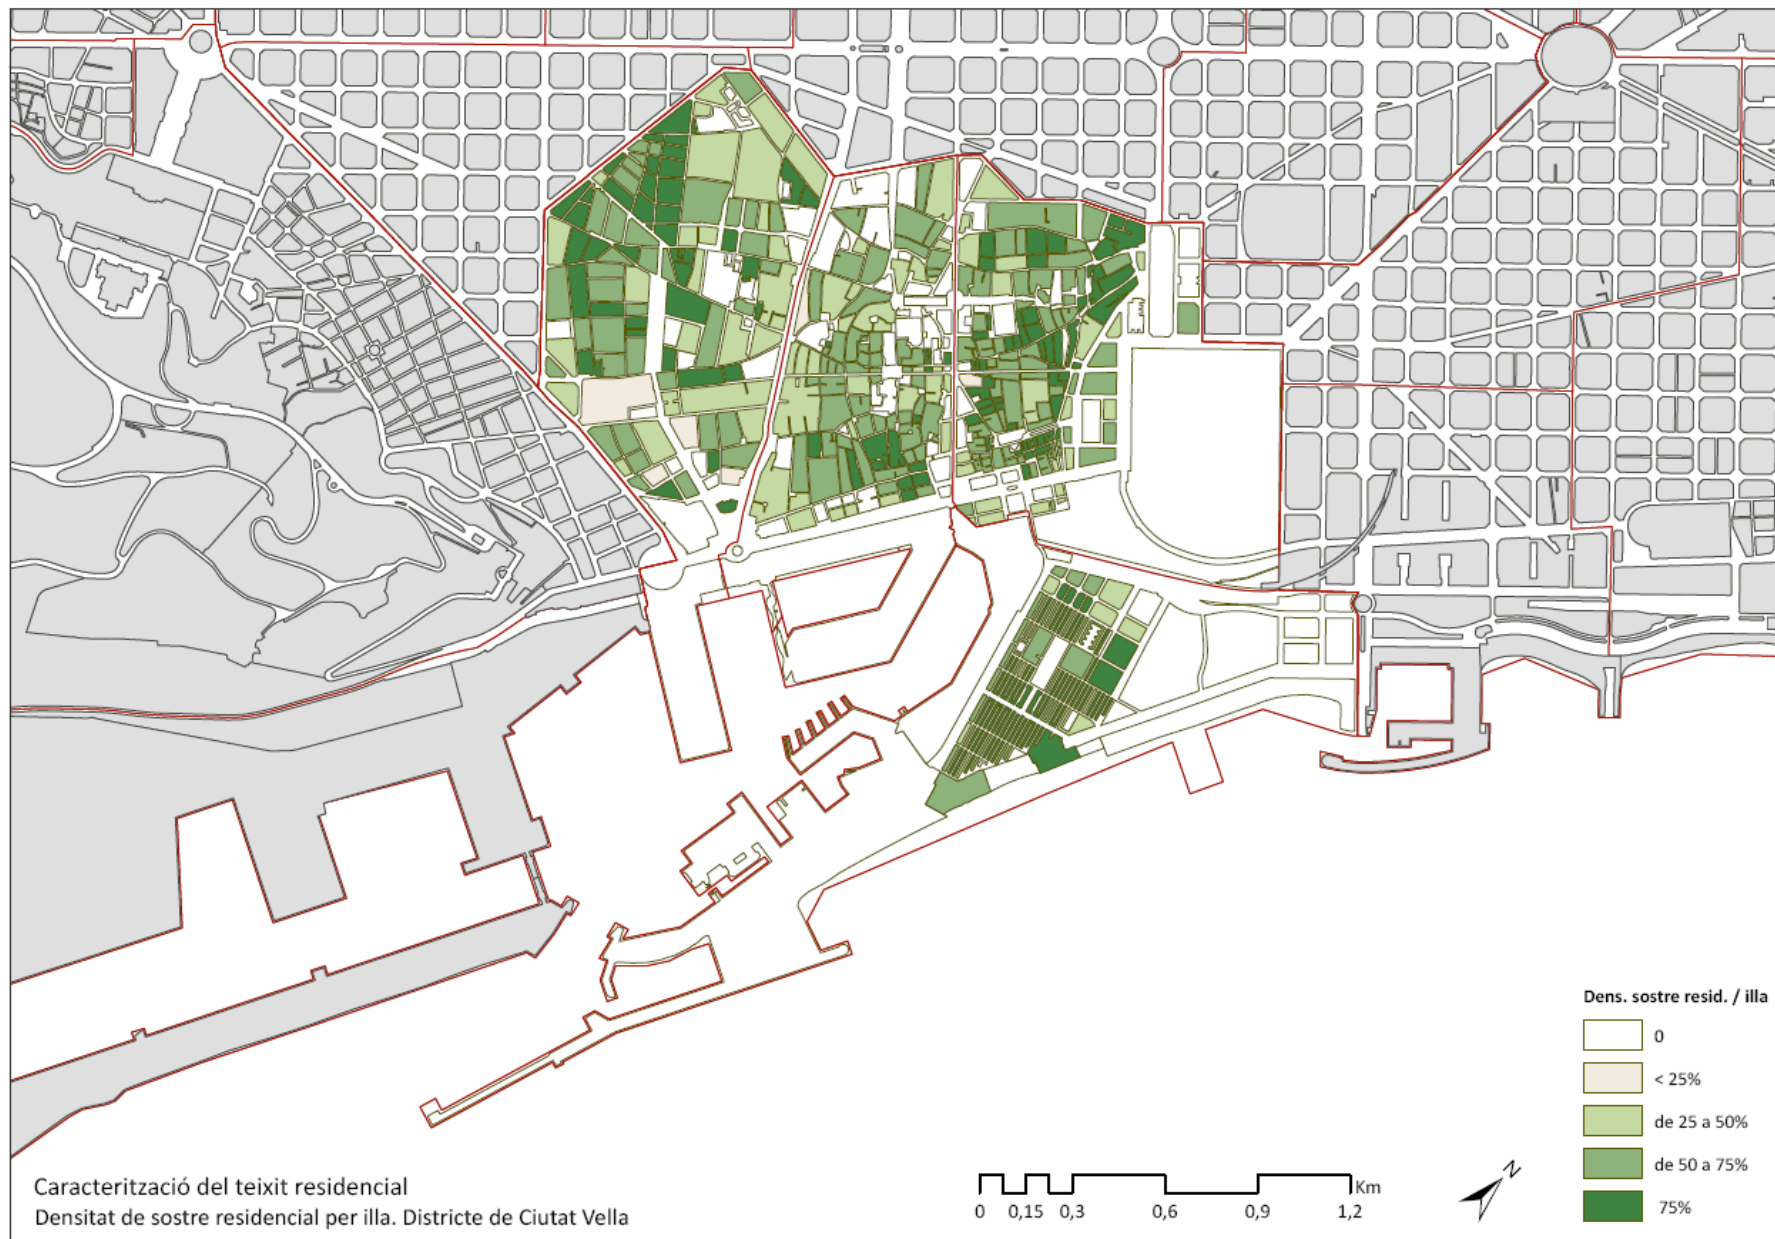 Dens. sostre resid. / illa
0
< 25%
de 25 a 50%
de 50 a 75%
75%
N
Km
0 0,15 0,3 0,6 0,9 1,2
Caracterització del teixit residencial
Densitat de sostre residencial per illa. Districte de Ciutat Vella